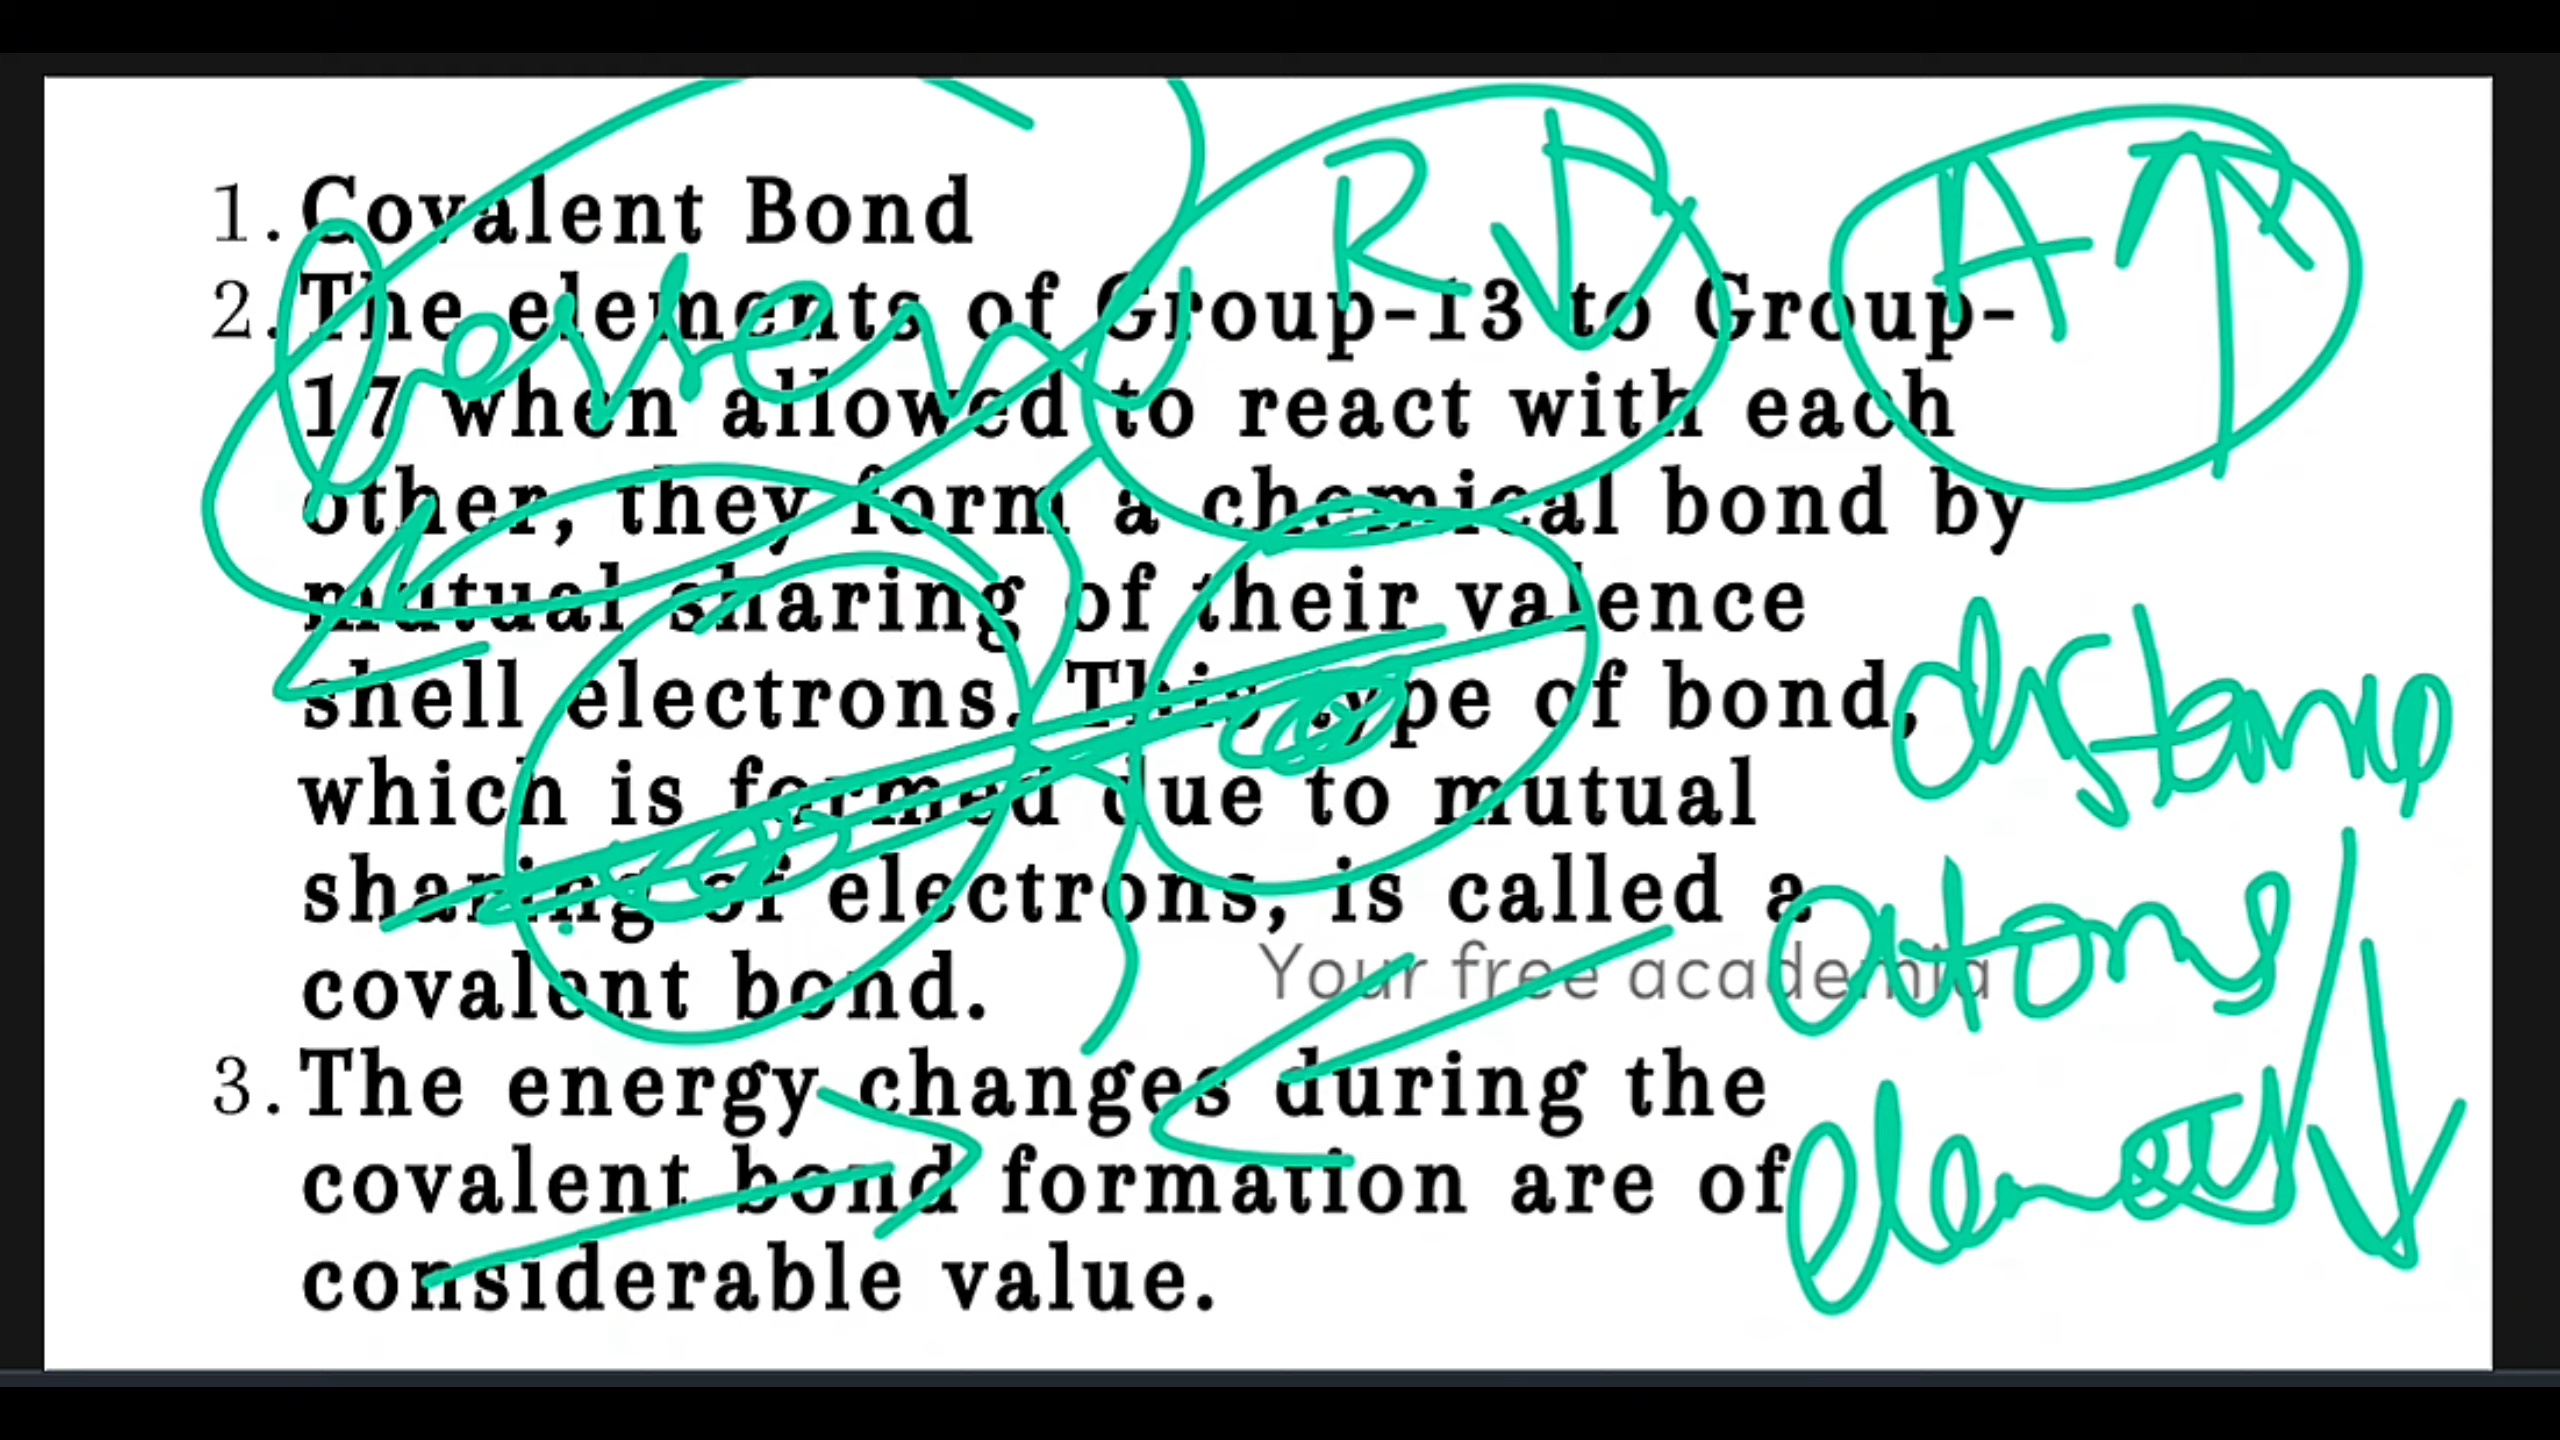 1. Covalent Bond
2. The elements of Group-13 to Group-
17 when allowed to react with each
other, they form a chemical bond by
mutual sharing of their valence
shell electrons. This type of bond,
which is formed due to mutual
sharing of electrons, is called a
covalent bond.
Your free academia
3. The energy changes during the
covalent bond formation are of
considerable value.
R ↓
A ↑
distance
atoms